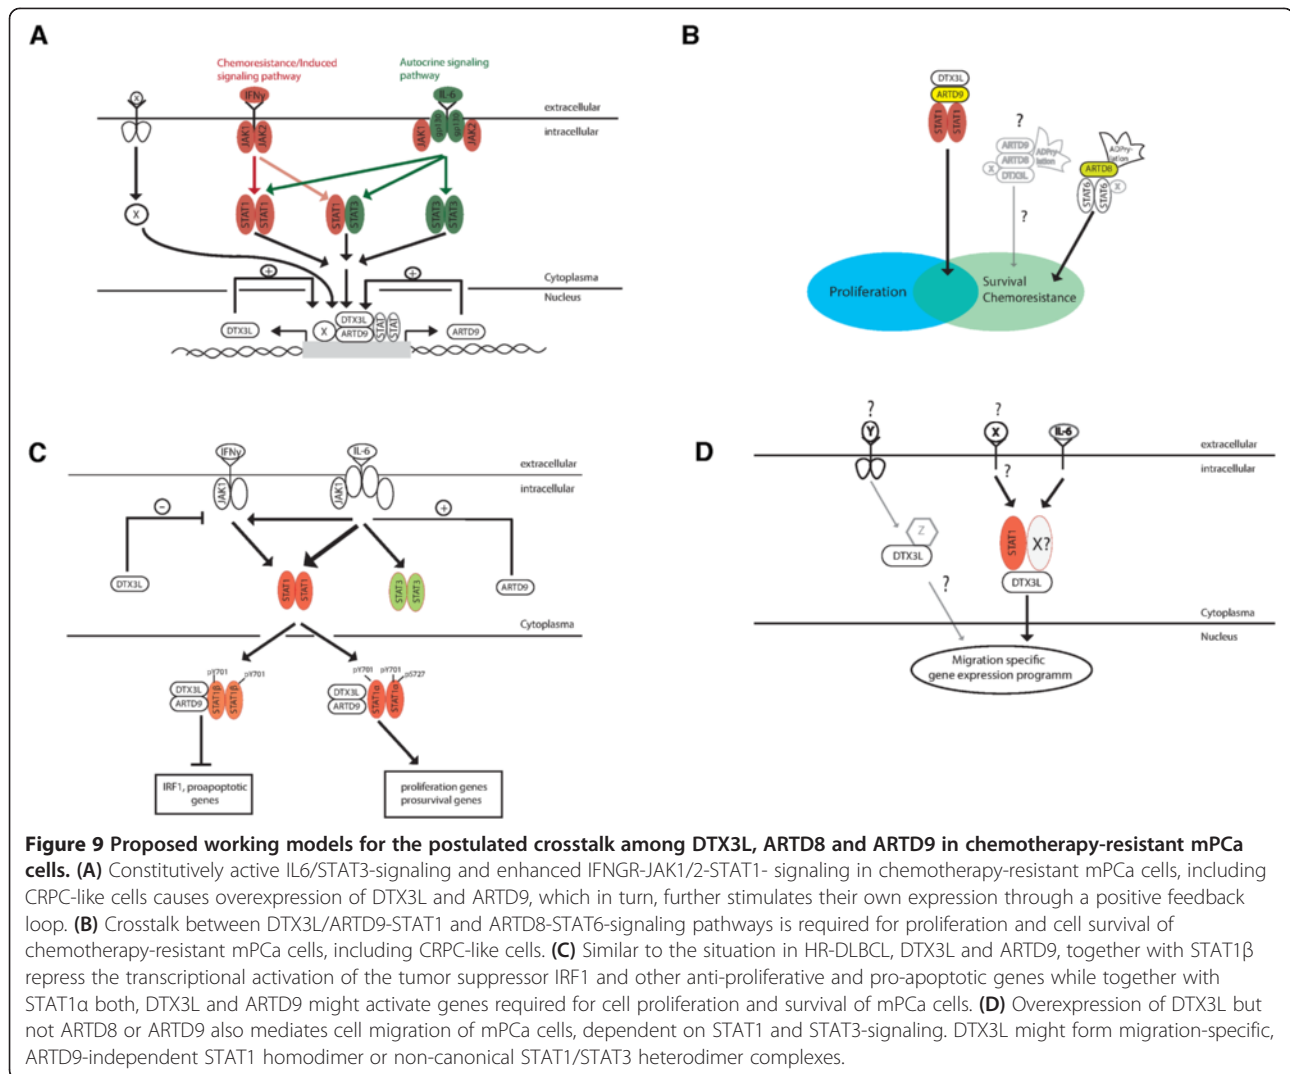 A
Chemoresistance/Induced
signaling pathway
Autocrine signaling
pathway
X
IFNγ
IL-6
extracellular
intracellular
JAK1
JAK2
JAK1
gp130
gp130
JAK2
X
STAT1
STAT1
STAT1
STAT3
STAT3
STAT3
+
+
Cytoplasma
Nucleus
DTX3L
X
DTX3L
ARTD9
STAT
STAT
ARTD9
B
DTX3L
ARTD9
STAT1
STAT1
?
ARTD9
ARTD8
DTX3L
X
ADPry-
lation
?
ADPry-
lation
ARTD8
STAT6
STAT6
X
Proliferation
Survival
Chemoresistance
C
IFNγ
IL-6
extracellular
intracellular
JAK1
JAK1
−
+
DTX3L
ARTD9
STAT1
STAT1
STAT3
STAT3
Cytoplasma
Nucleus
pY701
pY701
DTX3L
ARTD9
STAT1β
STAT1β
pY701
pY701
pS727
DTX3L
ARTD9
STAT1α
STAT1α
IRF1, proapoptotic
genes
proliferation genes
prosurvival genes
D
?
Y
?
X
IL-6
extracellular
intracellular
?
Z
DTX3L
STAT1
X?
DTX3L
?
Cytoplasma
Nucleus
Migration specific
gene expression programm
Figure 9 Proposed working models for the postulated crosstalk among DTX3L, ARTD8 and ARTD9 in chemotherapy-resistant mPCa
cells. (A) Constitutively active IL6/STAT3-signaling and enhanced IFNGR-JAK1/2-STAT1- signaling in chemotherapy-resistant mPCa cells, including
CRPC-like cells causes overexpression of DTX3L and ARTD9, which in turn, further stimulates their own expression through a positive feedback
loop. (B) Crosstalk between DTX3L/ARTD9-STAT1 and ARTD8-STAT6-signaling pathways is required for proliferation and cell survival of
chemotherapy-resistant mPCa cells, including CRPC-like cells. (C) Similar to the situation in HR-DLBCL, DTX3L and ARTD9, together with STAT1β
repress the transcriptional activation of the tumor suppressor IRF1 and other anti-proliferative and pro-apoptotic genes while together with
STAT1α both, DTX3L and ARTD9 might activate genes required for cell proliferation and survival of mPCa cells. (D) Overexpression of DTX3L but
not ARTD8 or ARTD9 also mediates cell migration of mPCa cells, dependent on STAT1 and STAT3-signaling. DTX3L might form migration-specific,
ARTD9-independent STAT1 homodimer or non-canonical STAT1/STAT3 heterodimer complexes.